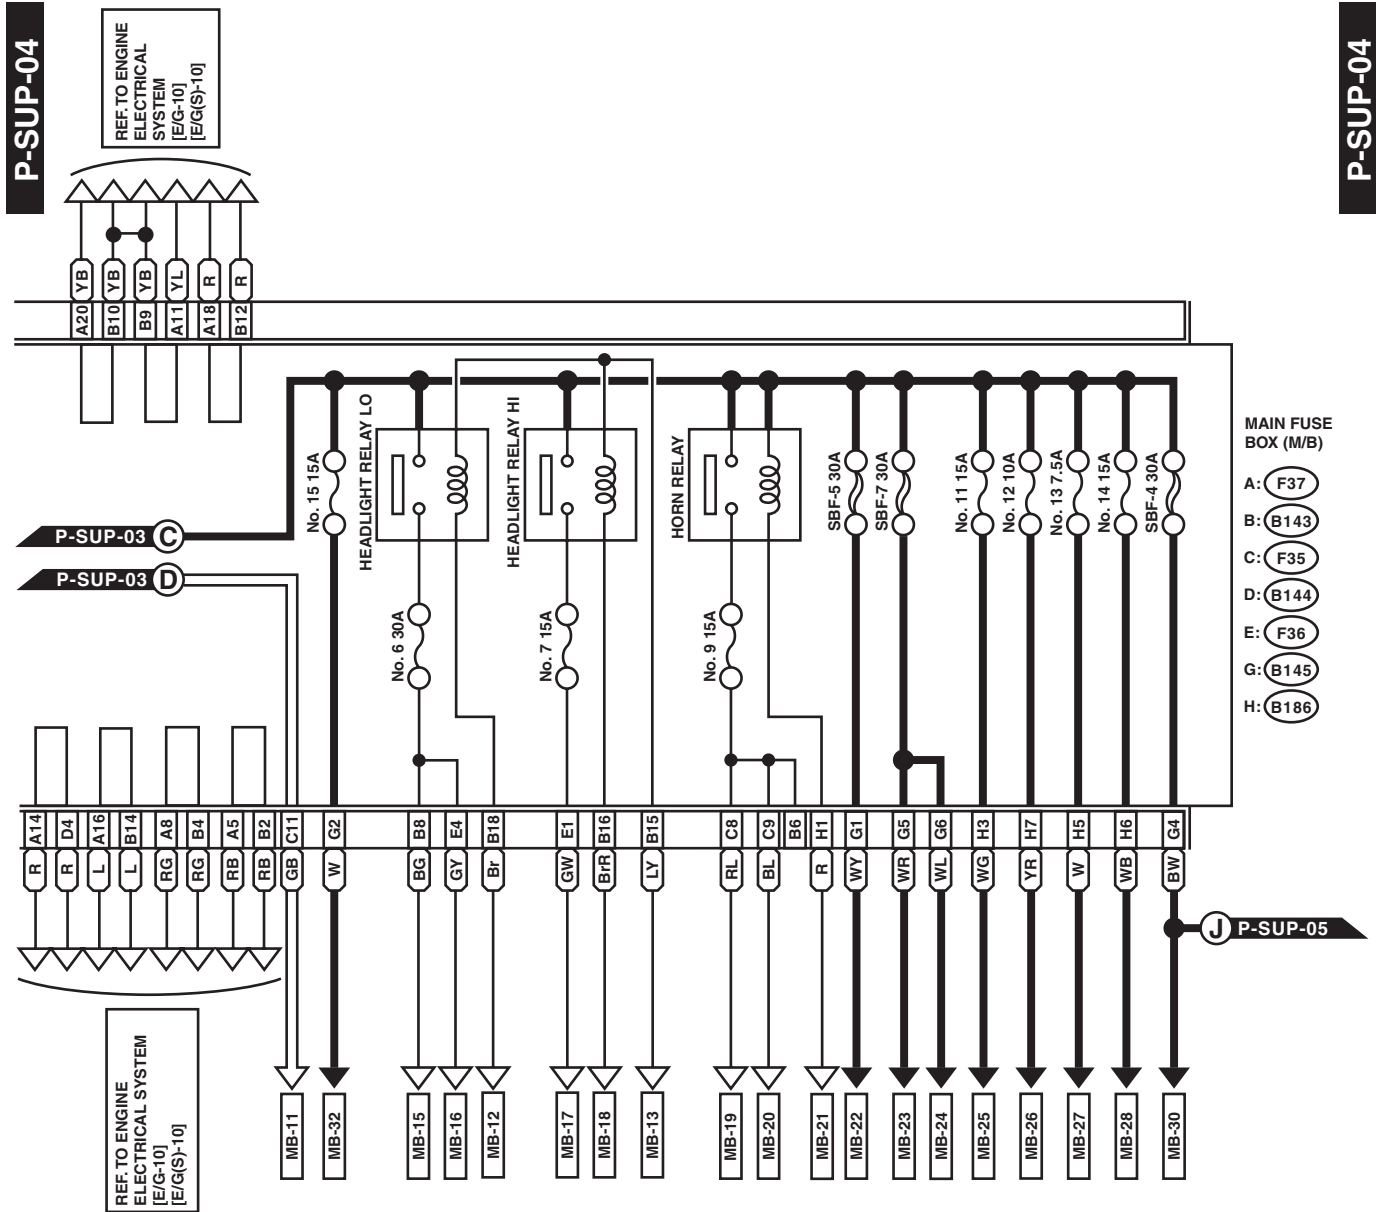 P-SUP-04
P-SUP-04
REF. TO ENGINE
ELECTRICAL
SYSTEM
[E/G-10]
[E/G(S)-10]
YB
YB
YB
YL
R
R
A20
B10
B9
A11
A18
B12
P-SUP-03 C
P-SUP-03 D
No. 15 15A
HEADLIGHT RELAY LO
HEADLIGHT RELAY HI
HORN RELAY
SBF-5 30A
SBF-7 30A
No. 11 15A
No. 12 10A
No. 13 7.5A
No. 14 15A
SBF-4 30A
No. 6 30A
No. 7 15A
No. 9 15A
MAIN FUSE
BOX (M/B)
A: F37
B: B143
C: F35
D: B144
E: F36
G: B145
H: B186
A14
D4
A16
B14
A8
B4
A5
B2
C11
G2
B8
E4
B18
E1
B16
B15
C8
C9
B6
H1
G1
G5
G6
H3
H7
H5
H6
G4
R
R
L
L
RG
RG
RB
RB
GB
W
BG
GY
Br
GW
BrR
LY
RL
BL
R
WY
WR
WL
WG
YR
W
WB
BW
J P-SUP-05
REF. TO ENGINE
ELECTRICAL SYSTEM
[E/G-10]
[E/G(S)-10]
MB-11
MB-32
MB-15
MB-16
MB-12
MB-17
MB-18
MB-13
MB-19
MB-20
MB-21
MB-22
MB-23
MB-24
MB-25
MB-26
MB-27
MB-28
MB-30